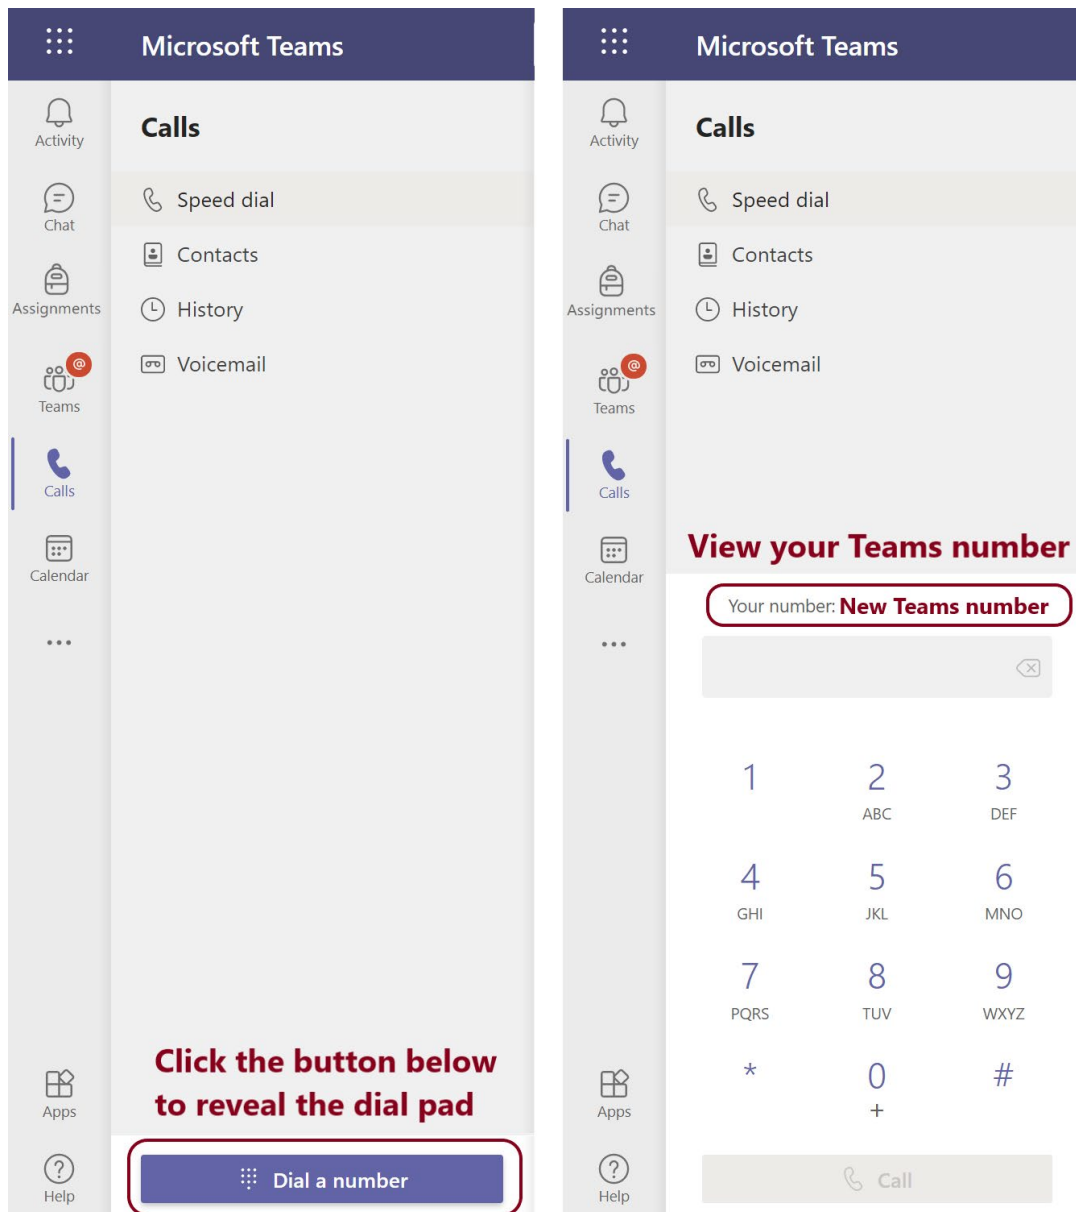 Microsoft Teams
Activity
Calls
Chat
Speed dial
Contacts
Assignments
History
Voicemail
@
Teams
Calls
Calendar
Click the button below
to reveal the dial pad
Apps
Dial a number
Help
Microsoft Teams
Activity
Calls
Chat
Speed dial
Contacts
Assignments
History
Voicemail
@
Teams
Calls
View your Teams number
Calendar
Your number: New Teams number
1 2 3
ABC DEF
4 5 6
GHI JKL MNO
7 8 9
PQRS TUV WXYZ
* 0 #
+
Apps
Call
Help